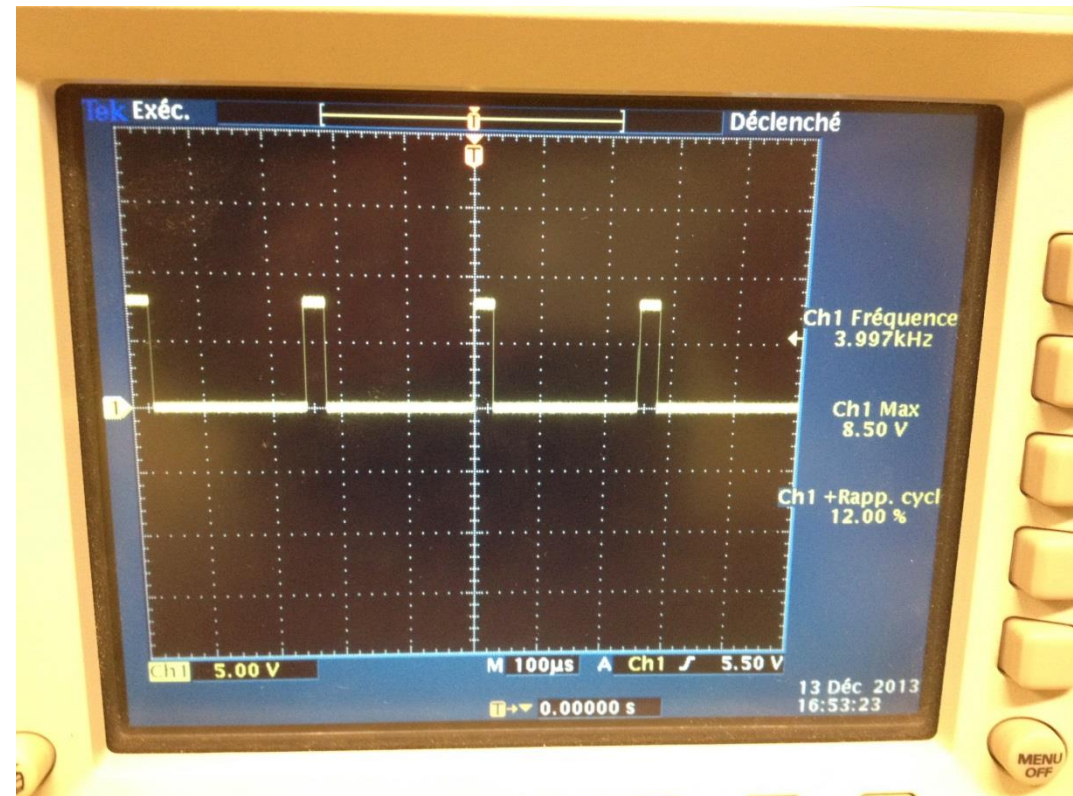 Tek Exéc.
Déclenché
T
T
Ch1 Fréquence
3.997kHz
1
Ch1 Max
8.50 V
Ch1 +Rapp. cycl
12.00 %
Ch1 5.00 V
M 100µs A Ch1 5.50 V
13 Déc 2013
T 0.00000 s
16:53:23
MENU
OFF